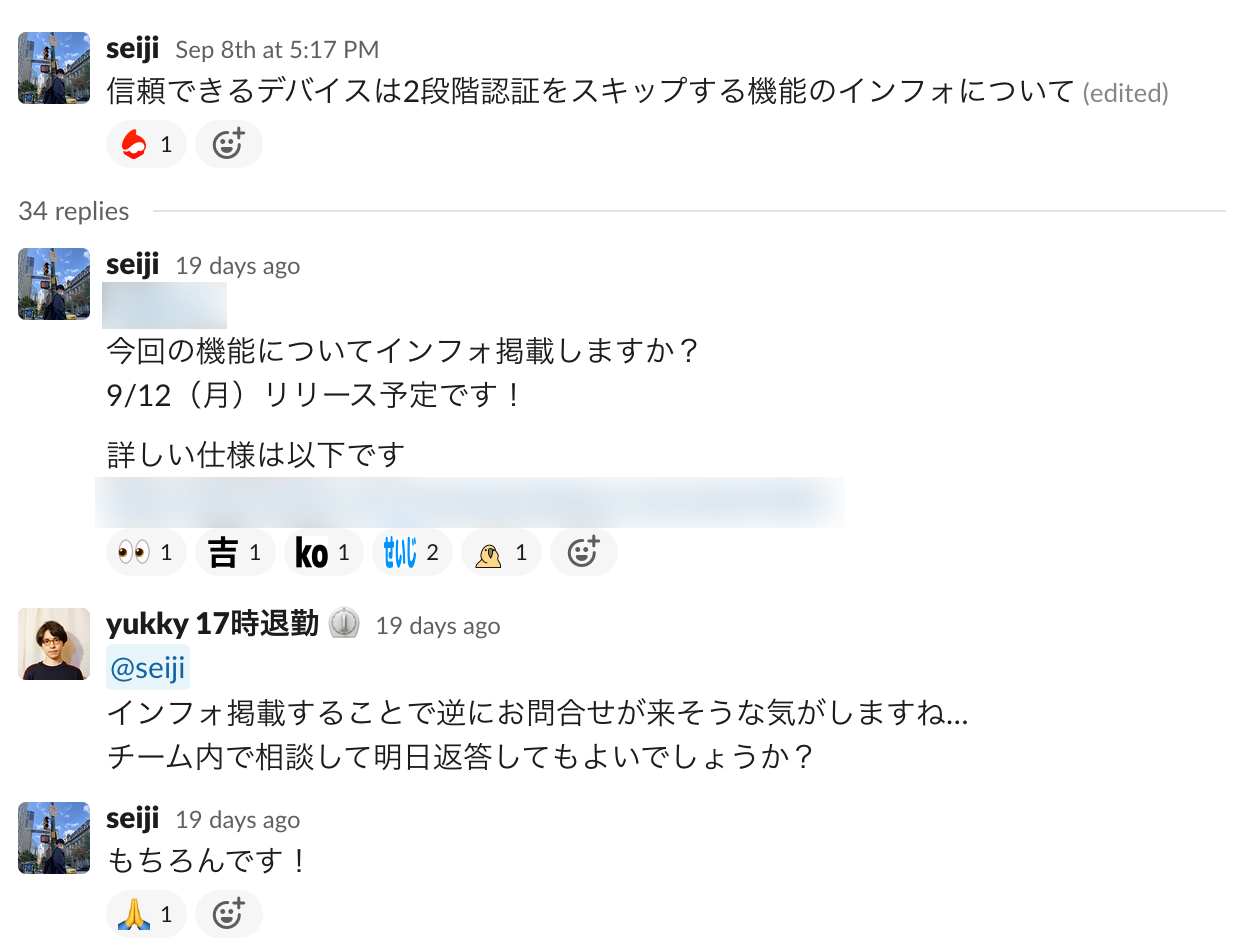 seiji Sep 8th at 5:17 PM
信頼できるデバイスは2段階認証をスキップする機能のインフォについて (edited)
1
34 replies
seiji 19 days ago
今回の機能についてインフォ掲載しますか？
9/12（月）リリース予定です！
詳しい仕様は以下です
1 吉 1 ko 1 せいじ 2 1
yukky 17時退勤 19 days ago
@seiji
インフォ掲載することで逆にお問合せが来そうな気がしますね...
チーム内で相談して明日返答してもよいでしょうか？
seiji 19 days ago
もちろんです！
1